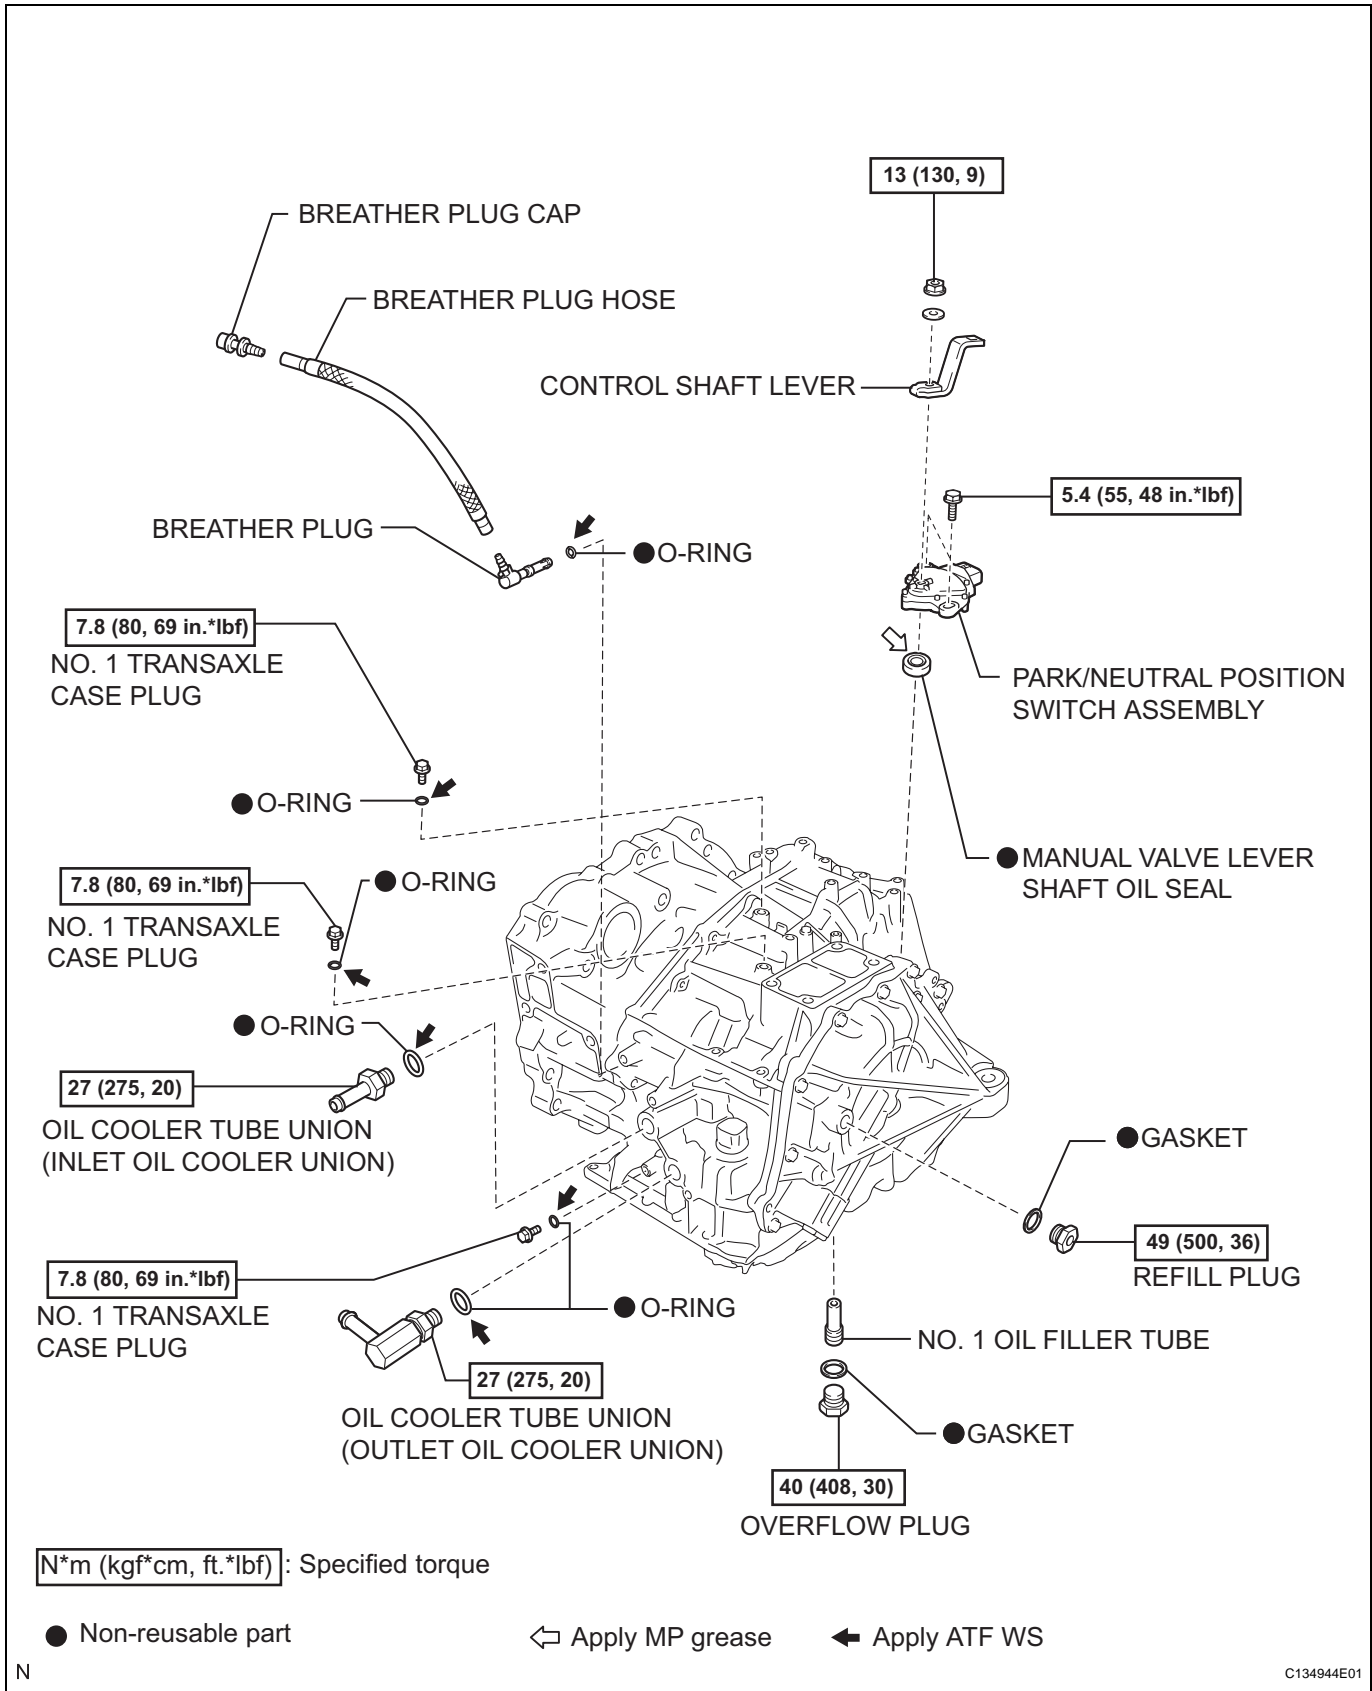 13 (130, 9)
BREATHER PLUG CAP
BREATHER PLUG HOSE
CONTROL SHAFT LEVER
5.4 (55, 48 in.*lbf)
BREATHER PLUG
●O-RING
7.8 (80, 69 in.*lbf)
NO. 1 TRANSAXLE
CASE PLUG
PARK/NEUTRAL POSITION
SWITCH ASSEMBLY
●O-RING
●MANUAL VALVE LEVER
SHAFT OIL SEAL
7.8 (80, 69 in.*lbf)
●O-RING
NO. 1 TRANSAXLE
CASE PLUG
●O-RING
27 (275, 20)
OIL COOLER TUBE UNION
(INLET OIL COOLER UNION)
●GASKET
49 (500, 36)
REFILL PLUG
7.8 (80, 69 in.*lbf)
NO. 1 TRANSAXLE
CASE PLUG
●O-RING
NO. 1 OIL FILLER TUBE
27 (275, 20)
OIL COOLER TUBE UNION
(OUTLET OIL COOLER UNION)
●GASKET
40 (408, 30)
OVERFLOW PLUG
N*m (kgf*cm, ft.*lbf) : Specified torque
● Non-reusable part
Apply MP grease
Apply ATF WS
N
C134944E01